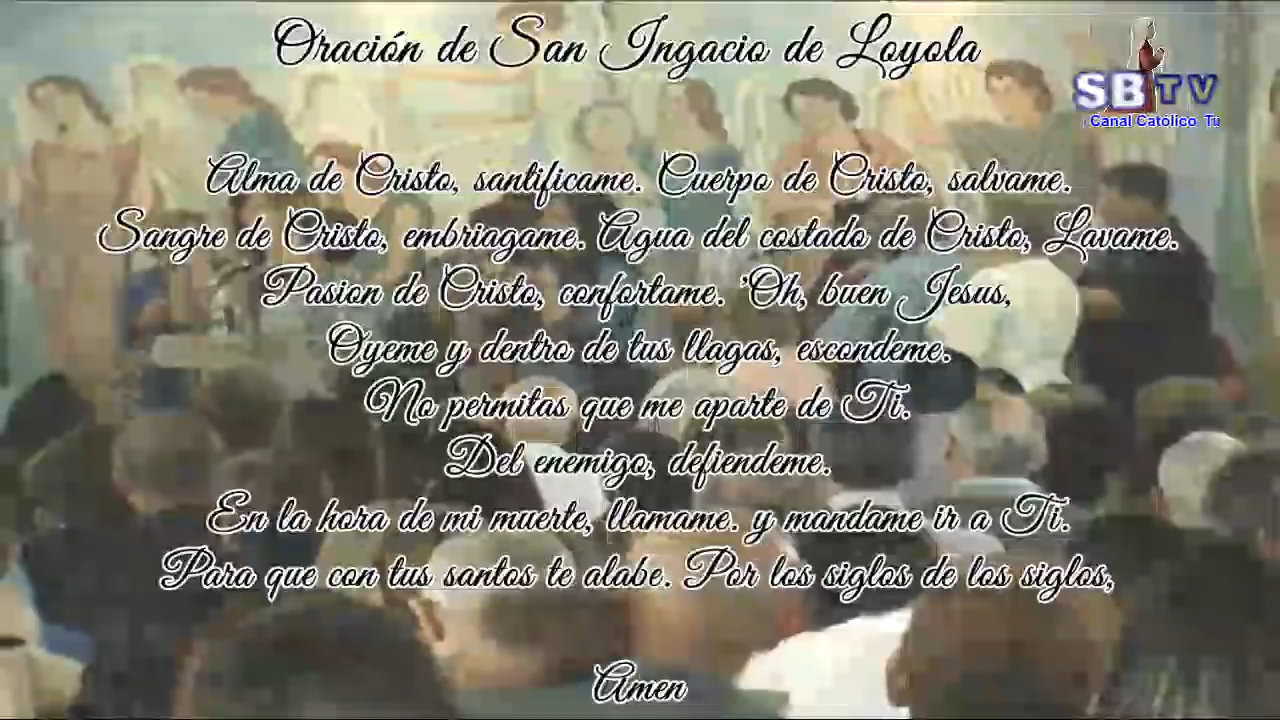 Oración de San Ingacio de Loyola
SBTV
Canal Católico Tu
Alma de Cristo, santificame. Cuerpo de Cristo, salvame.
Sangre de Cristo, embriagame. Agua del costado de Cristo, Lavame.
Pasion de Cristo, confortame. 'Oh, buen Jesus,
Oyeme y dentro de tus llagas, escondeme.
No permitas que me aparte de Ti.
Del enemigo, defiendeme.
En la hora de mi muerte, llamame. y mandame ir a Ti.
Para que con tus santos te alabe. Por los siglos de los siglos,
Amen